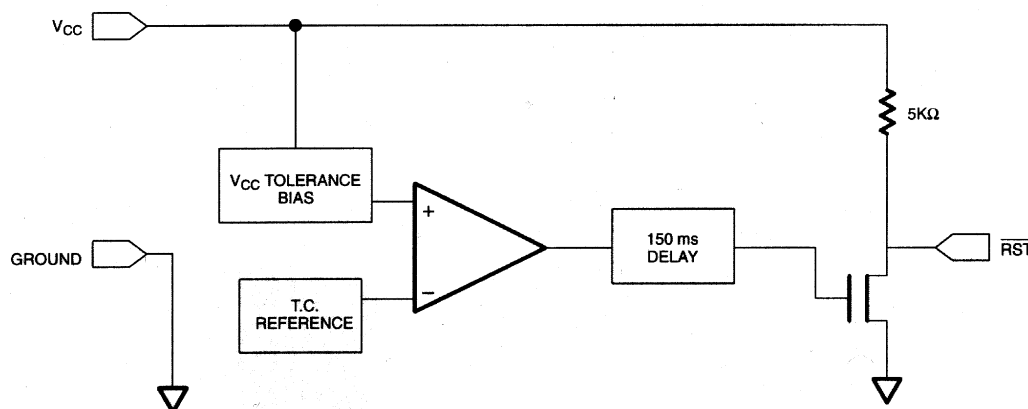 VCC
5KΩ
VCC TOLERANCE
BIAS
+
150 ms
DELAY
RST
GROUND
−
T.C.
REFERENCE